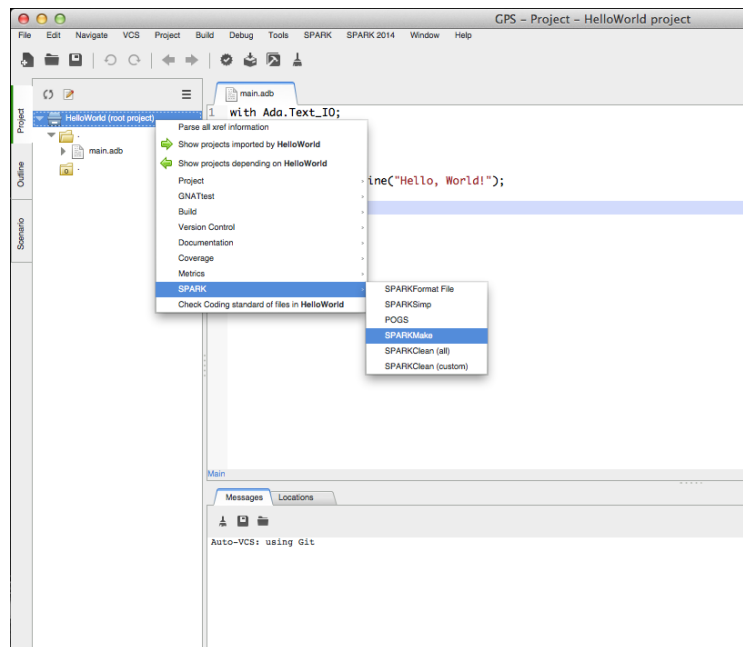 GPS - Project - HelloWorld project
File Edit Navigate VCS Project Build Debug Tools SPARK SPARK 2014 Window Help
main.adb
Project
Outline
Scenario
HelloWorld (root project)
.
main.adb
.
1 with Ada.Text_IO;
ine("Hello, World!");
Parse all xref information
Show projects imported by HelloWorld
Show projects depending on HelloWorld
Project
GNATtest
Build
Version Control
Documentation
Coverage
Metrics
SPARK
Check Coding standard of files in HelloWorld
SPARKFormat File
SPARKSimp
POGS
SPARKMake
SPARKClean (all)
SPARKClean (custom)
Main
Messages Locations
Auto-VCS: using Git